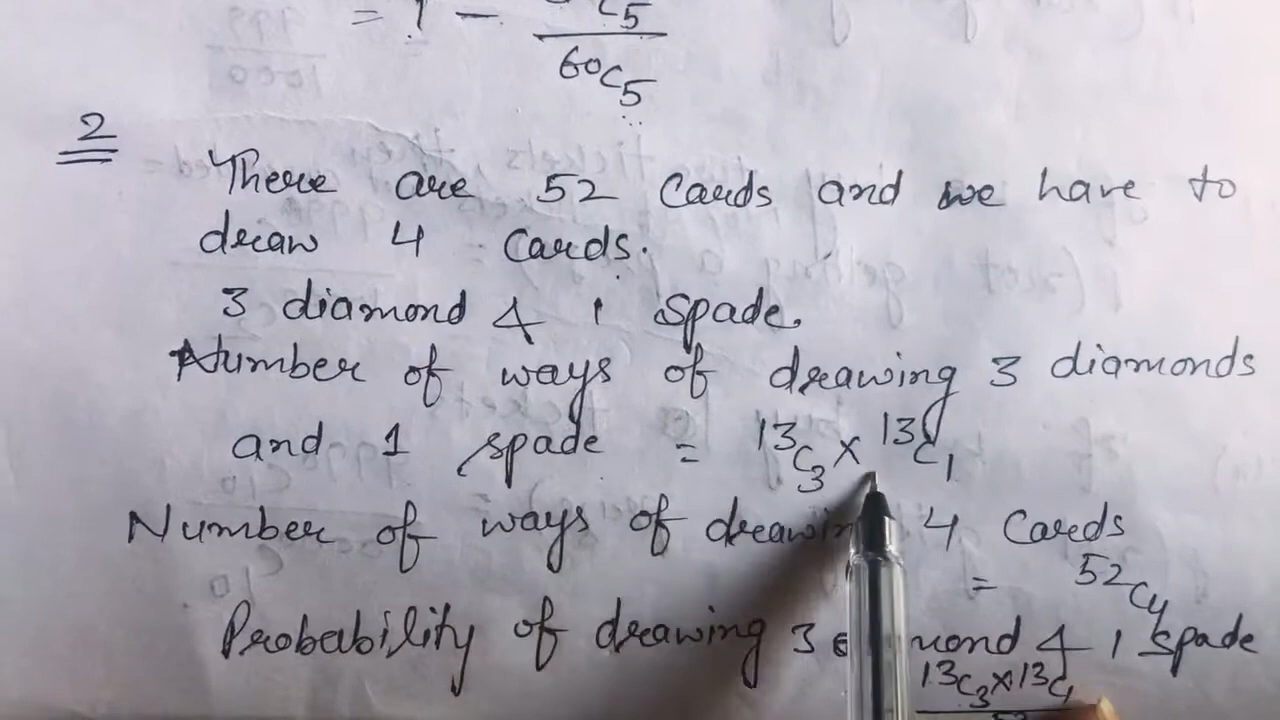 = 1 - C5
60C5
2
There are 52 Cards and we have to
draw 4 Cards.
3 diamond & 1 Spade.
Number of ways of drawing 3 diamonds
and 1 spade = 13C3 × 13C1
Number of ways of drawin 4 Cards
= 52C4
Probability of drawing 3 mond & 1 spade
13C3×13C1
52